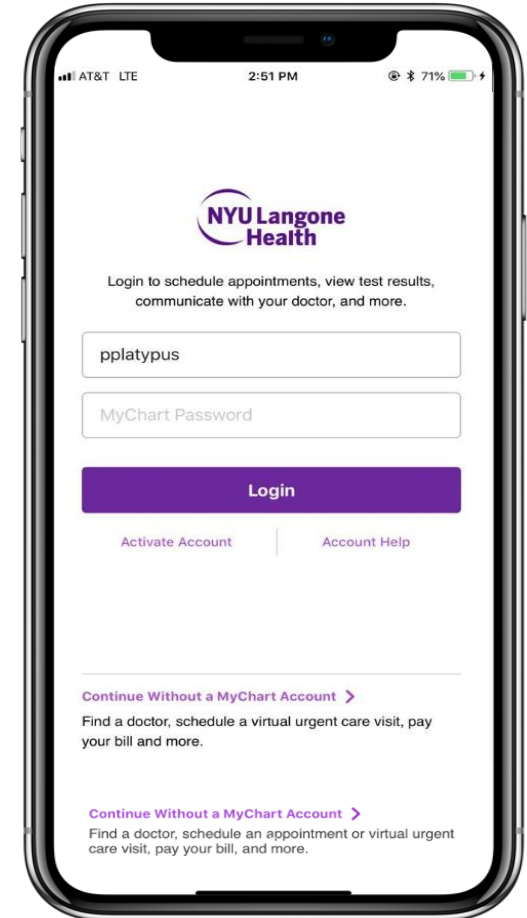 AT&T LTE 2:51 PM 71%
NYU Langone
Health
Login to schedule appointments, view test results,
communicate with your doctor, and more.
pplatypus
MyChart Password
Login
Activate Account Account Help
Continue Without a MyChart Account >
Find a doctor, schedule a virtual urgent care visit, pay
your bill and more.
Continue Without a MyChart Account >
Find a doctor, schedule an appointment or virtual urgent
care visit, pay your bill, and more.